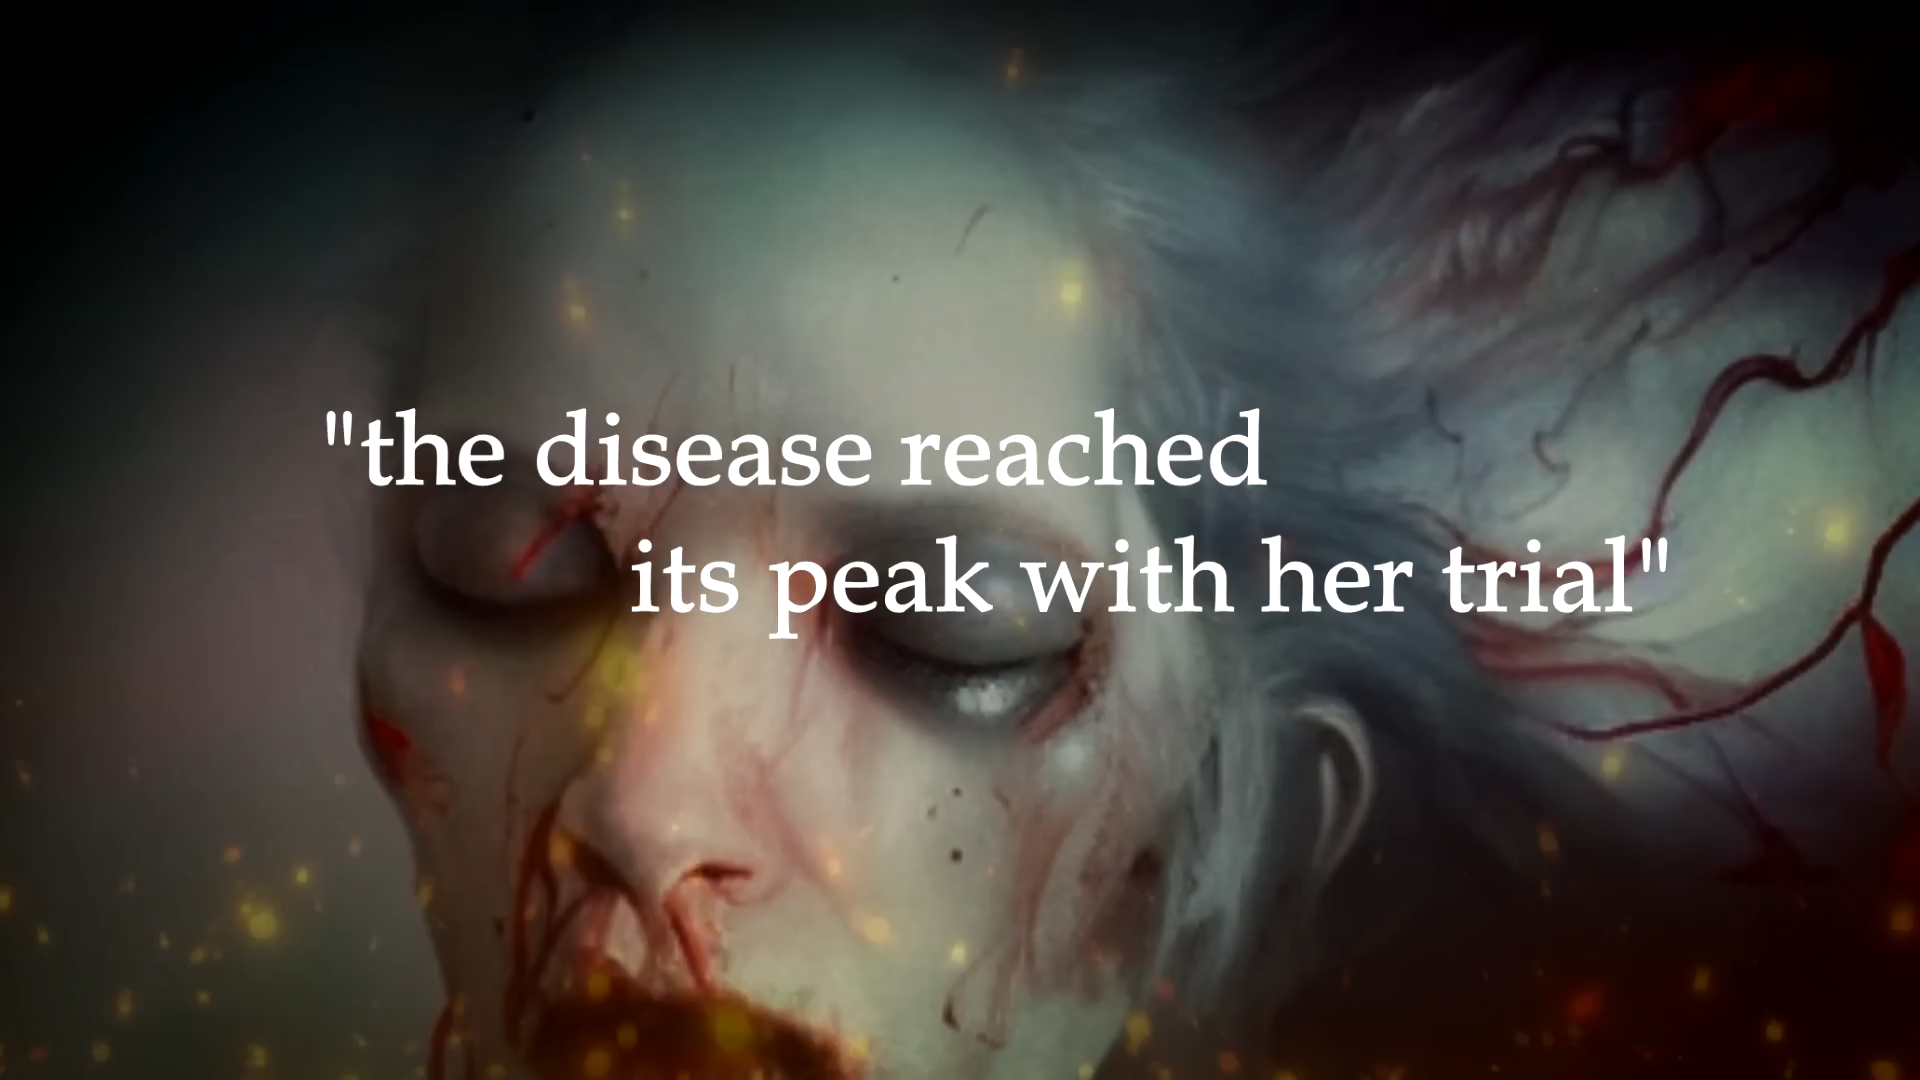 "the disease reached
its peak with her trial"